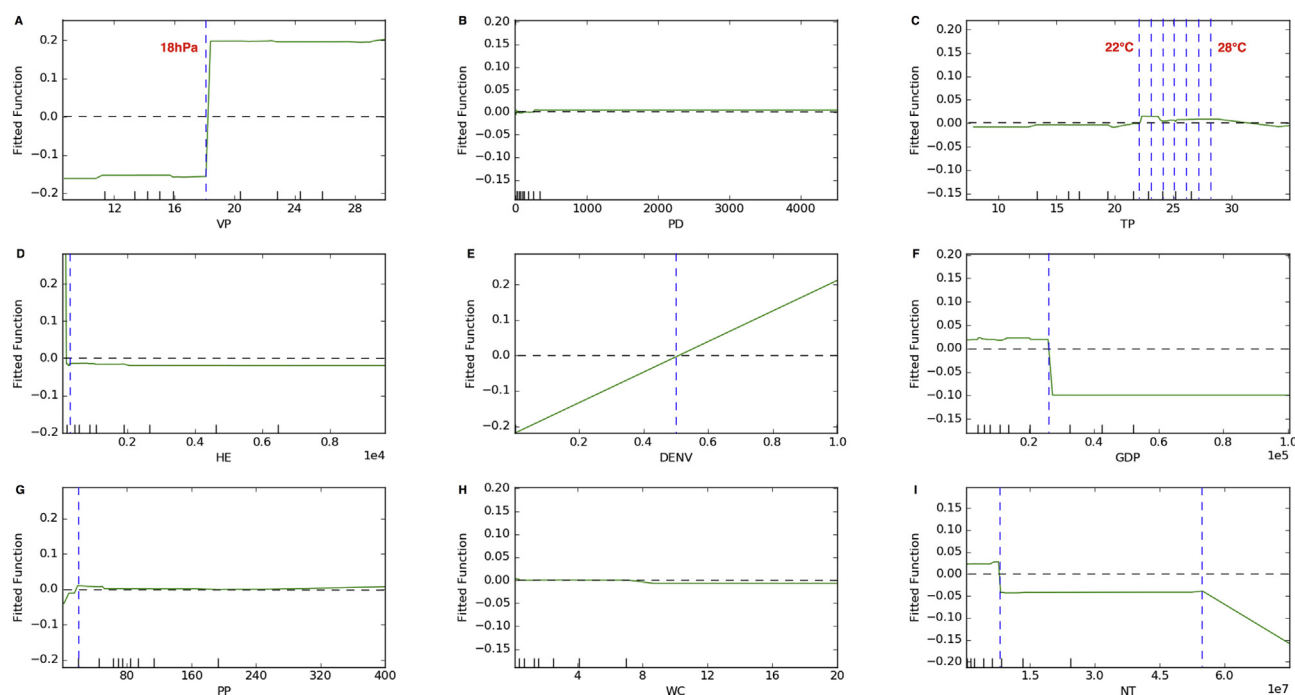 A
Fitted Function
0.2
0.1
0.0
−0.1
−0.2
18hPa
12 16 20 24 28
VP
B
Fitted Function
0.20
0.15
0.10
0.05
0.00
−0.05
−0.10
−0.15
0 1000 2000 3000 4000
PD
C
Fitted Function
0.20
0.15
0.10
0.05
0.00
−0.05
−0.10
−0.15
22°C 28°C
10 15 20 25 30
TP
D
Fitted Function
0.2
0.1
0.0
−0.1
−0.2
0.2 0.4 0.6 0.8
HE 1e4
E
Fitted Function
0.2
0.1
0.0
−0.1
−0.2
0.2 0.4 0.6 0.8 1.0
DENV
F
Fitted Function
0.20
0.15
0.10
0.05
0.00
−0.05
−0.10
−0.15
0.2 0.4 0.6 0.8 1.0
GDP 1e5
G
Fitted Function
0.2
0.1
0.0
−0.1
−0.2
80 160 240 320 400
PP
H
Fitted Function
0.20
0.15
0.10
0.05
0.00
−0.05
−0.10
−0.15
4 8 12 16 20
WC
I
Fitted Function
0.15
0.10
0.05
0.00
−0.05
−0.10
−0.15
−0.20
1.5 3.0 4.5 6.0
NT 1e7